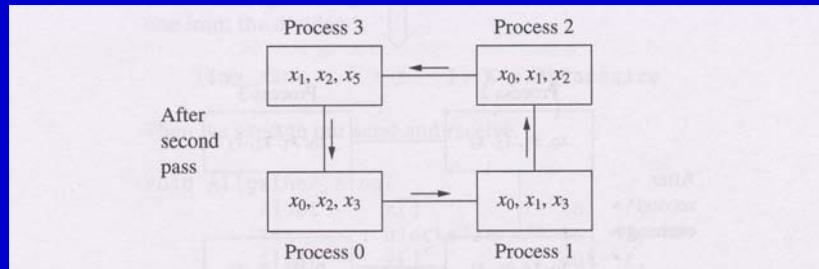 Process 3 Process 2
x₁, x₂, x₅ x₀, x₁, x₂
After
second
pass
x₀, x₂, x₃ x₀, x₁, x₃
Process 0 Process 1